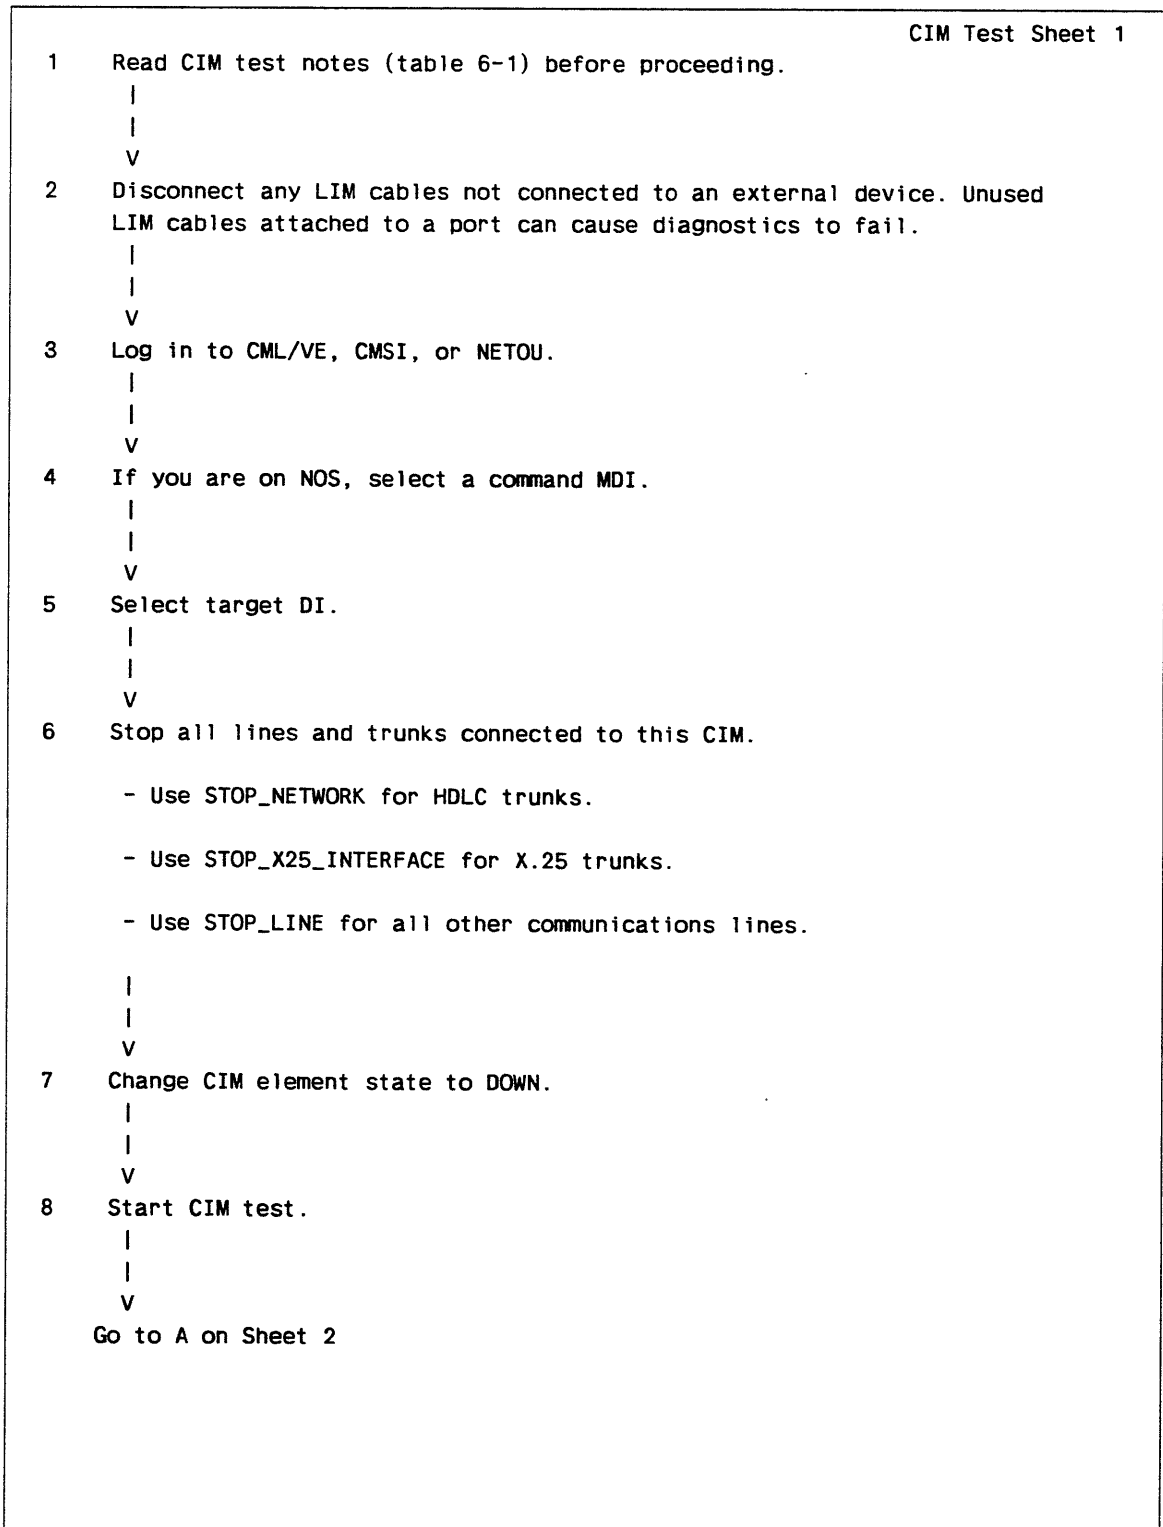 CIM Test Sheet 1
1 Read CIM test notes (table 6-1) before proceeding.
|
|
V
2 Disconnect any LIM cables not connected to an external device. Unused
LIM cables attached to a port can cause diagnostics to fail.
|
|
V
3 Log in to CML/VE, CMSI, or NETOU.
|
|
V
4 If you are on NOS, select a command MDI.
|
|
V
5 Select target DI.
|
|
V
6 Stop all lines and trunks connected to this CIM.
- Use STOP_NETWORK for HDLC trunks.
- Use STOP_X25_INTERFACE for X.25 trunks.
- Use STOP_LINE for all other communications lines.
|
|
V
7 Change CIM element state to DOWN.
|
|
V
8 Start CIM test.
|
|
V
Go to A on Sheet 2